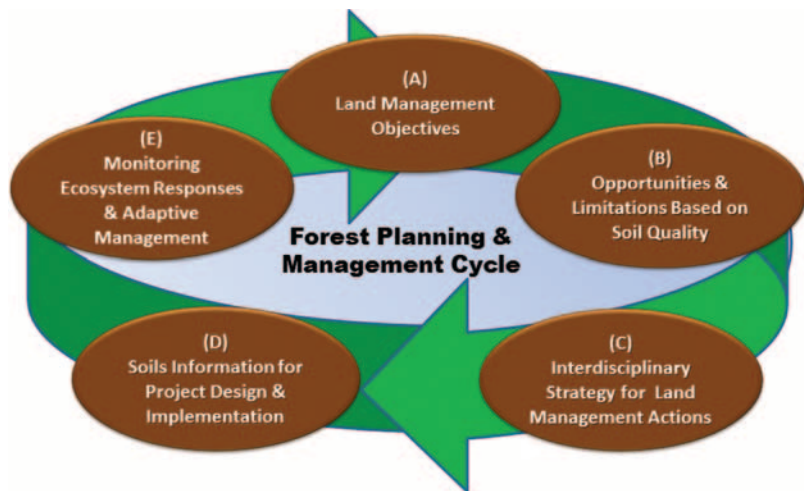 (A)
Land Management
Objectives
(B)
Opportunities &
Limitations Based on
Soil Quality
(C)
Interdisciplinary
Strategy for Land
Management Actions
(D)
Soils Information for
Project Design &
Implementation
(E)
Monitoring
Ecosystem Responses
& Adaptive
Management
Forest Planning &
Management Cycle